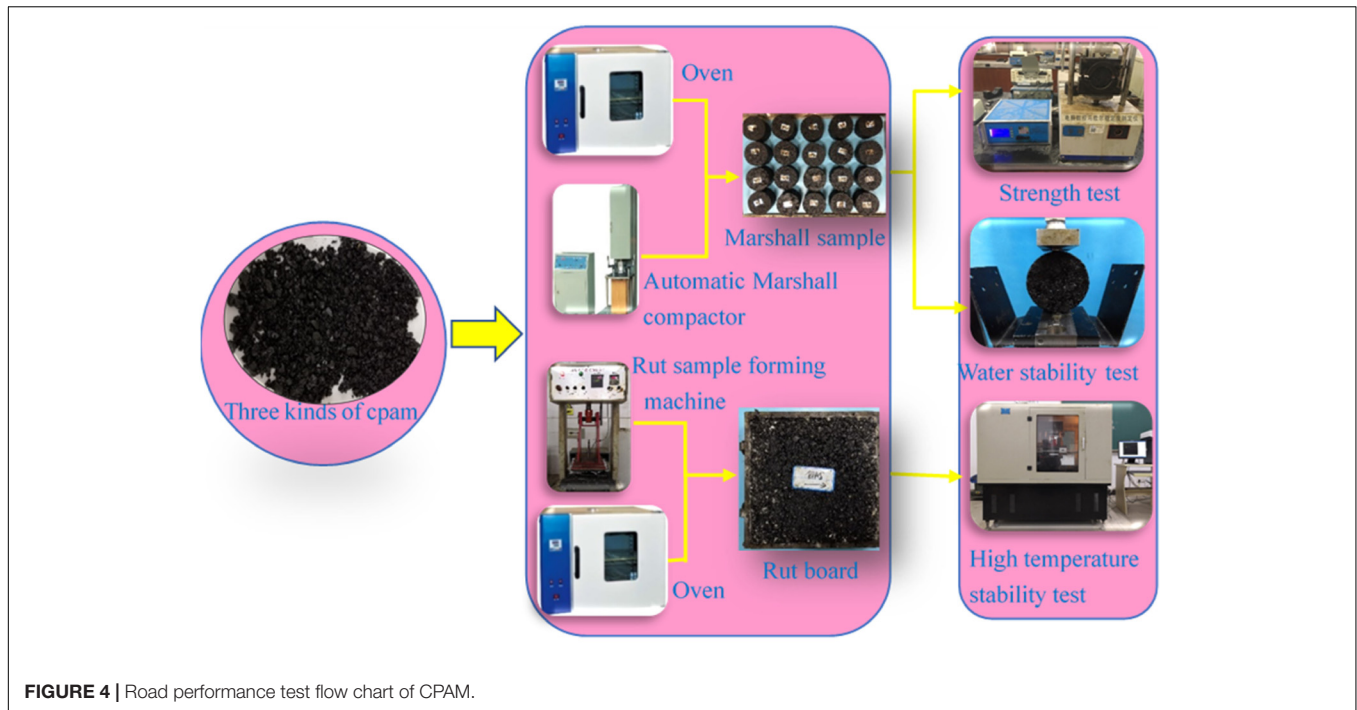 Oven
Strength test
Marshall sample
Automatic Marshall
compactor
Water stability test
Three kinds of cpam
Rut sample forming
machine
High temperature
stability test
Rut board
Oven
FIGURE 4 | Road performance test flow chart of CPAM.